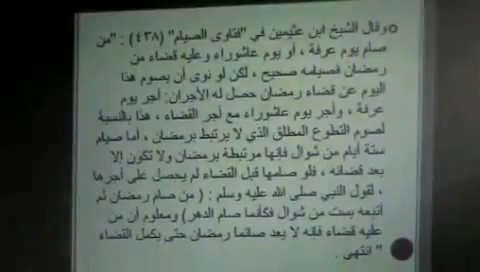 وقال الشيخ ابن عثيمين في "فتاوى الصيام" (٤٣٨) : "من
صام يوم عرفة ، أو يوم عاشوراء وعليه قضاء من
رمضان فصيامه صحيح ، لكن لو نوى أن يصوم هذا
اليوم عن قضاء رمضان حصل له الأجران: أجر يوم
عرفة ، وأجر يوم عاشوراء مع أجر القضاء ، هذا بالنسبة
لصوم التطوع المطلق الذي لا يرتبط برمضان ، أما صيام
ستة أيام من شوال فإنها مرتبطة برمضان ولا تكون إلا
بعد قضائه ، فلو صامها قبل القضاء لم يحصل على أجرها
، لقول النبي صلى الله عليه وسلم : ( من صام رمضان ثم
أتبعه بست من شوال فكأنما صام الدهر) ومعلوم أن من
عليه قضاء فإنه لا يعد صائما رمضان حتى يكمل القضاء
" انتهى .